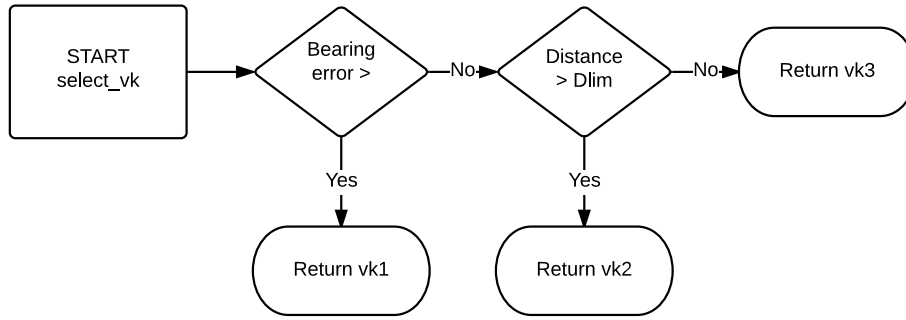 START
select_vk
Bearing
error >
No
Distance
> Dlim
No
Return vk3
Yes
Yes
Return vk1
Return vk2